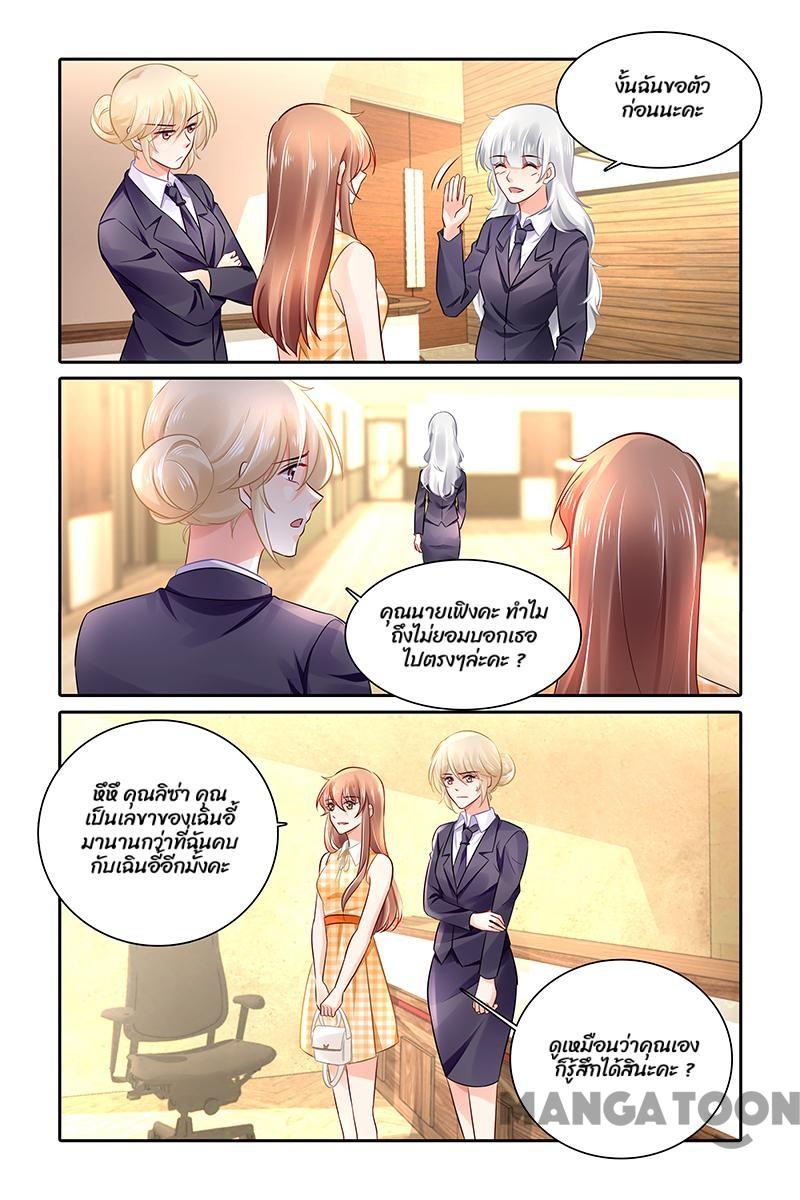 งั้นฉันขอตัว
ก่อนนะคะ
คุณนายเฟิงคะ ทำไม
ถึงไม่ยอมบอกเธอ
ไปตรงๆล่ะคะ ?
หึหึ คุณลิซ่า คุณ
เป็นเลขาของเฉินอี้
มานานกว่าที่ฉันคบ
กับเฉินอี้อีกมั้งคะ
ดูเหมือนว่าคุณเอง
ก็รู้สึกได้สินะคะ ?
MANGATOON